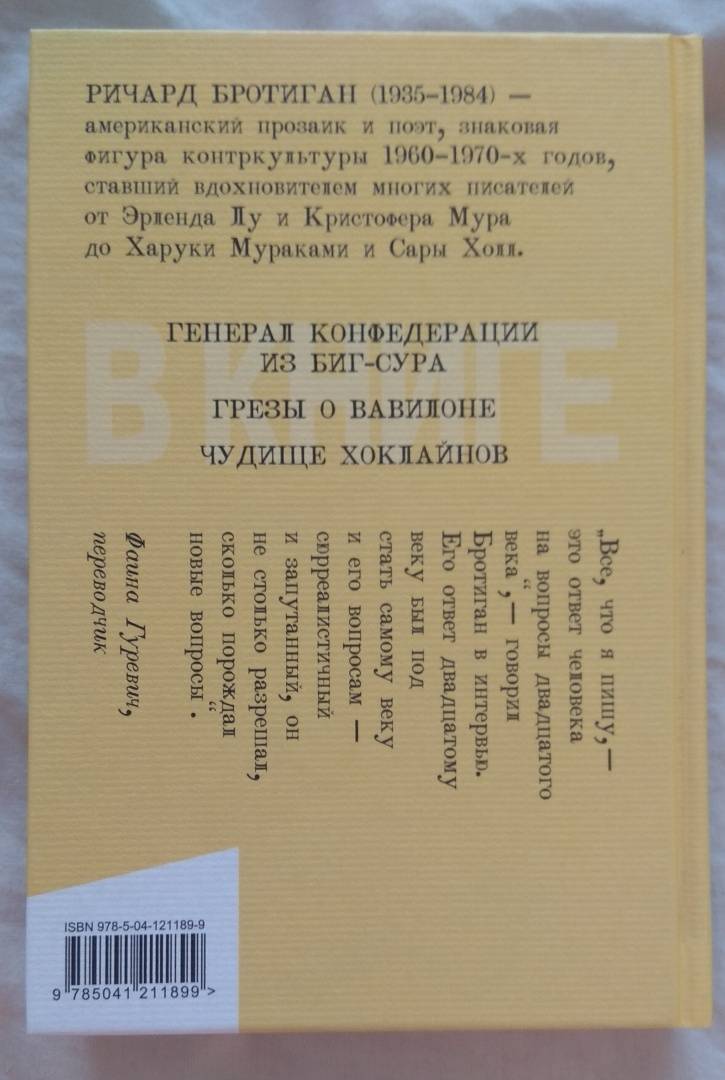 РИЧАРД БРОТИГАН (1935–1984) —
американский прозаик и поэт, знаковая
фигура контркультуры 1960–1970-х годов,
ставший вдохновителем многих писателей
от Эрленда Лу и Кристофера Мура
до Харуки Мураками и Сары Холл.
В КНИГЕ
ГЕНЕРАЛ КОНФЕДЕРАЦИИ
ИЗ БИГ-СУРА
ГРЕЗЫ О ВАВИЛОНЕ
ЧУДИЩЕ ХОКЛАЙНОВ
„Все, что я пишу, —
это ответ человека
на вопросы двадцатого
века“, — говорил
Бротиган в интервью.
Его ответ двадцатому
веку был под
стать самому веку
и его вопросам —
сюрреалистичный
и запутанный, он
не столько разрешал,
сколько порождал
новые вопросы“.
Фаина Гуревич,
переводчик
ISBN 978-5-04-121189-9
9 785041 211899 >